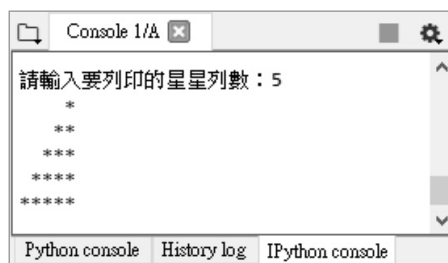 Console 1/A
請輸入要列印的星星列數：5
    *
   **
  ***
 ****
*****
Python console History log IPython console